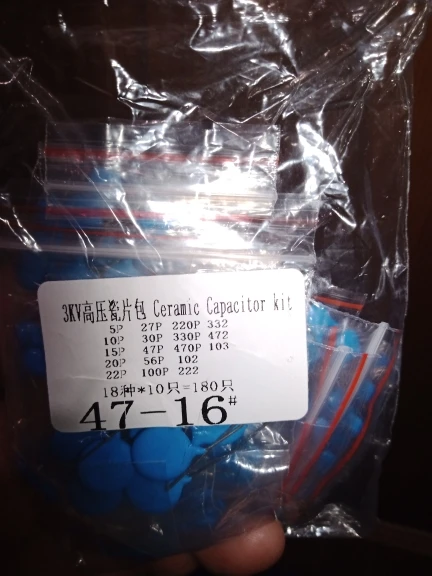 3KV高压瓷片包 Ceramic Capacitor kit
5P 27P 220P 332
10P 30P 330P 472
15P 47P 470P 103
20P 56P 102
22P 100P 222
18种*10只=180只
47-16#